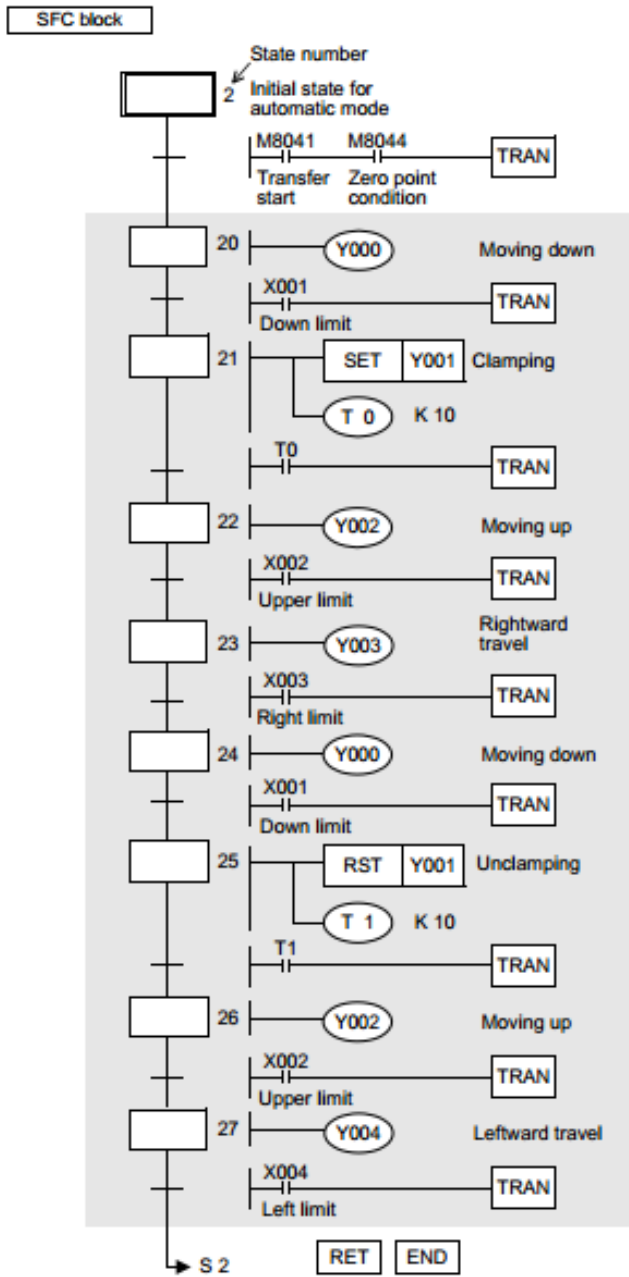 SFC block
State number
2 Initial state for
automatic mode
M8041 M8044 TRAN
Transfer Zero point
start condition
20 Y000 Moving down
X001 TRAN
Down limit
21 SET Y001 Clamping
T 0 K 10
T0 TRAN
22 Y002 Moving up
X002 TRAN
Upper limit
23 Y003 Rightward
travel
X003 TRAN
Right limit
24 Y000 Moving down
X001 TRAN
Down limit
25 RST Y001 Unclamping
T 1 K 10
T1 TRAN
26 Y002 Moving up
X002 TRAN
Upper limit
27 Y004 Leftward travel
X004 TRAN
Left limit
S 2 RET END